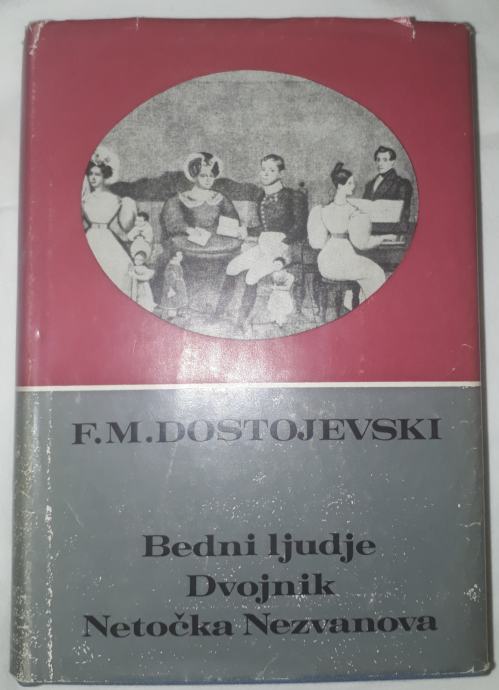 F.M.DOSTOJEVSKI
Bedni ljudje
Dvojnik
Netočka Nezvanova